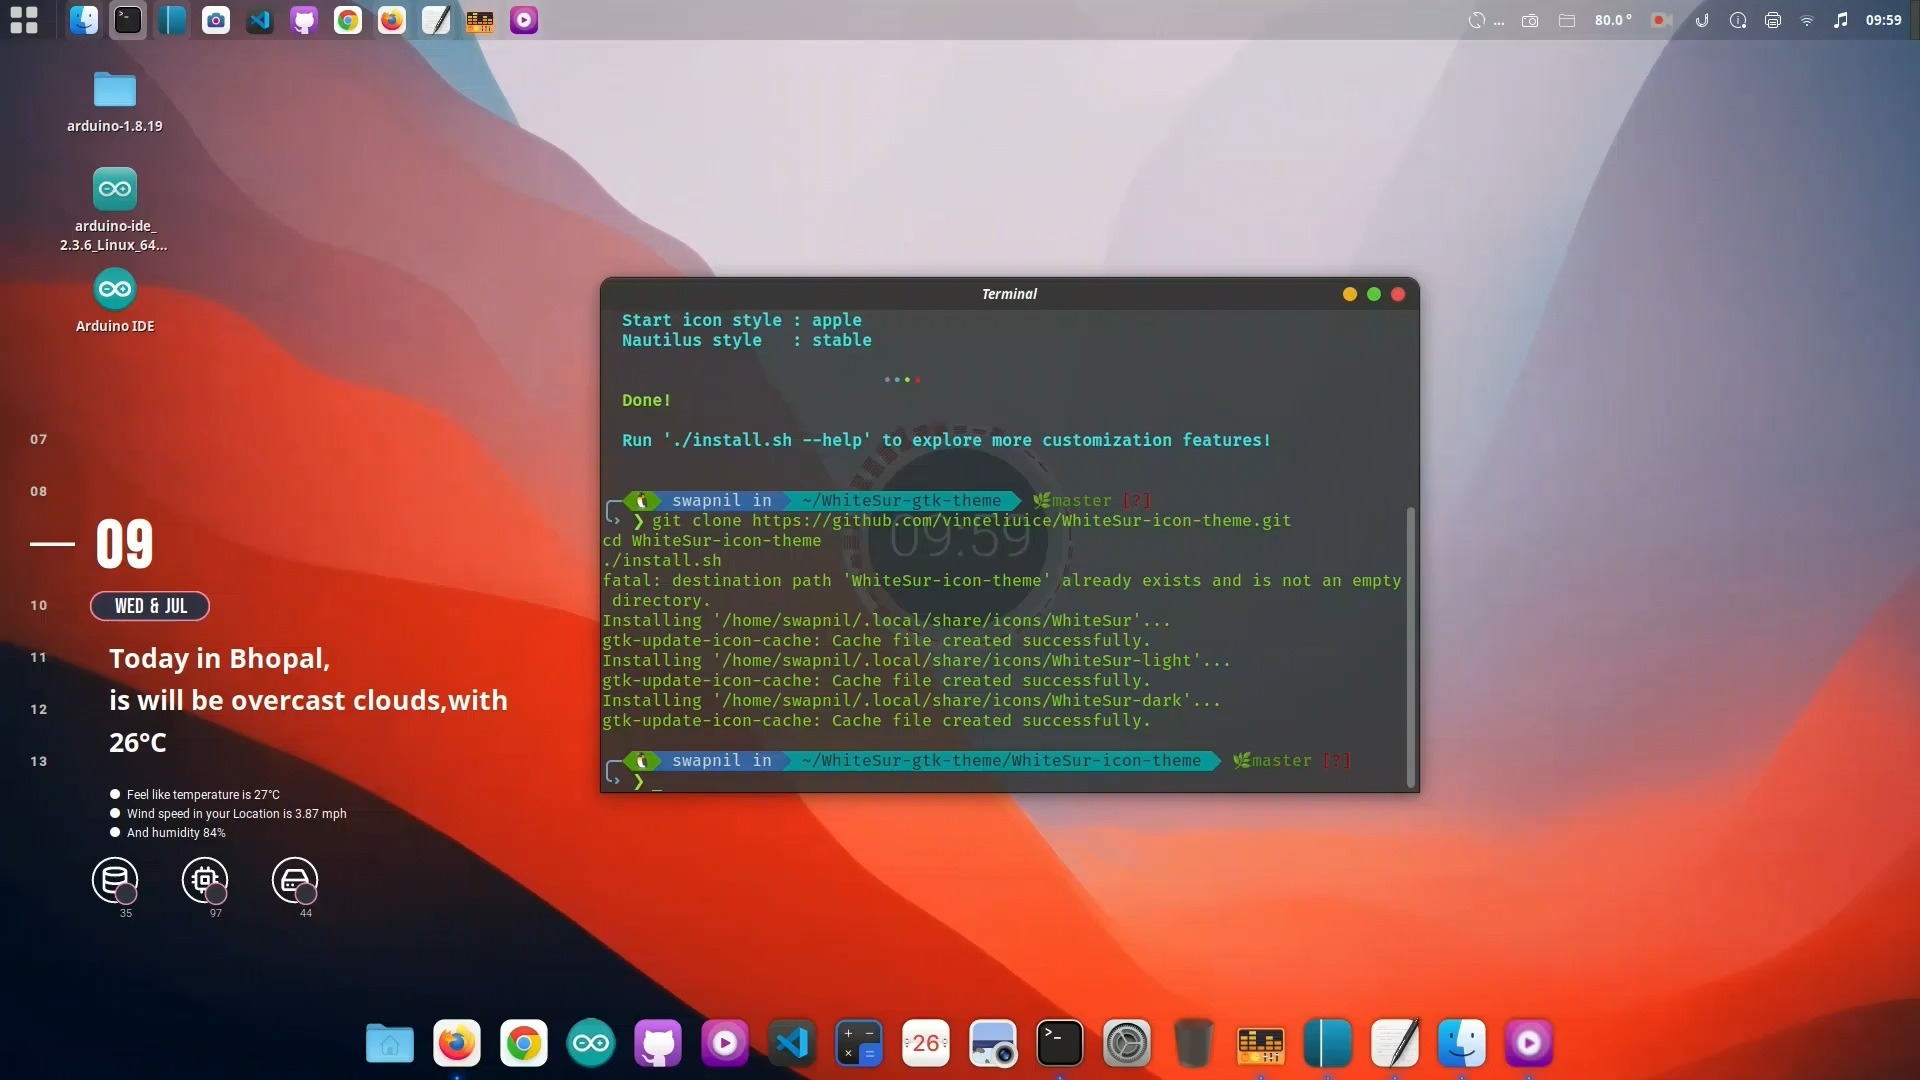 ... 80.0 ° 09:59
arduino-1.8.19
arduino-ide_
2.3.6_Linux_64...
Arduino IDE
07
08
09
WED & JUL
10
11
12
13
Today in Bhopal,
is will be overcast clouds,with
26°C
Feel like temperature is 27°C
Wind speed in your Location is 3.87 mph
And humidity 84%
35 97 44
Terminal
Start icon style : apple
Nautilus style : stable
Done!
Run './install.sh --help' to explore more customization features!
swapnil in ~/WhiteSur-gtk-theme master [?]
❯ git clone https://github.com/vinceliuice/WhiteSur-icon-theme.git
cd WhiteSur-icon-theme
./install.sh
fatal: destination path 'WhiteSur-icon-theme' already exists and is not an empty
directory.
Installing '/home/swapnil/.local/share/icons/WhiteSur'...
gtk-update-icon-cache: Cache file created successfully.
Installing '/home/swapnil/.local/share/icons/WhiteSur-light'...
gtk-update-icon-cache: Cache file created successfully.
Installing '/home/swapnil/.local/share/icons/WhiteSur-dark'...
gtk-update-icon-cache: Cache file created successfully.
swapnil in ~/WhiteSur-gtk-theme/WhiteSur-icon-theme master [?]
❯ _
09:59
26